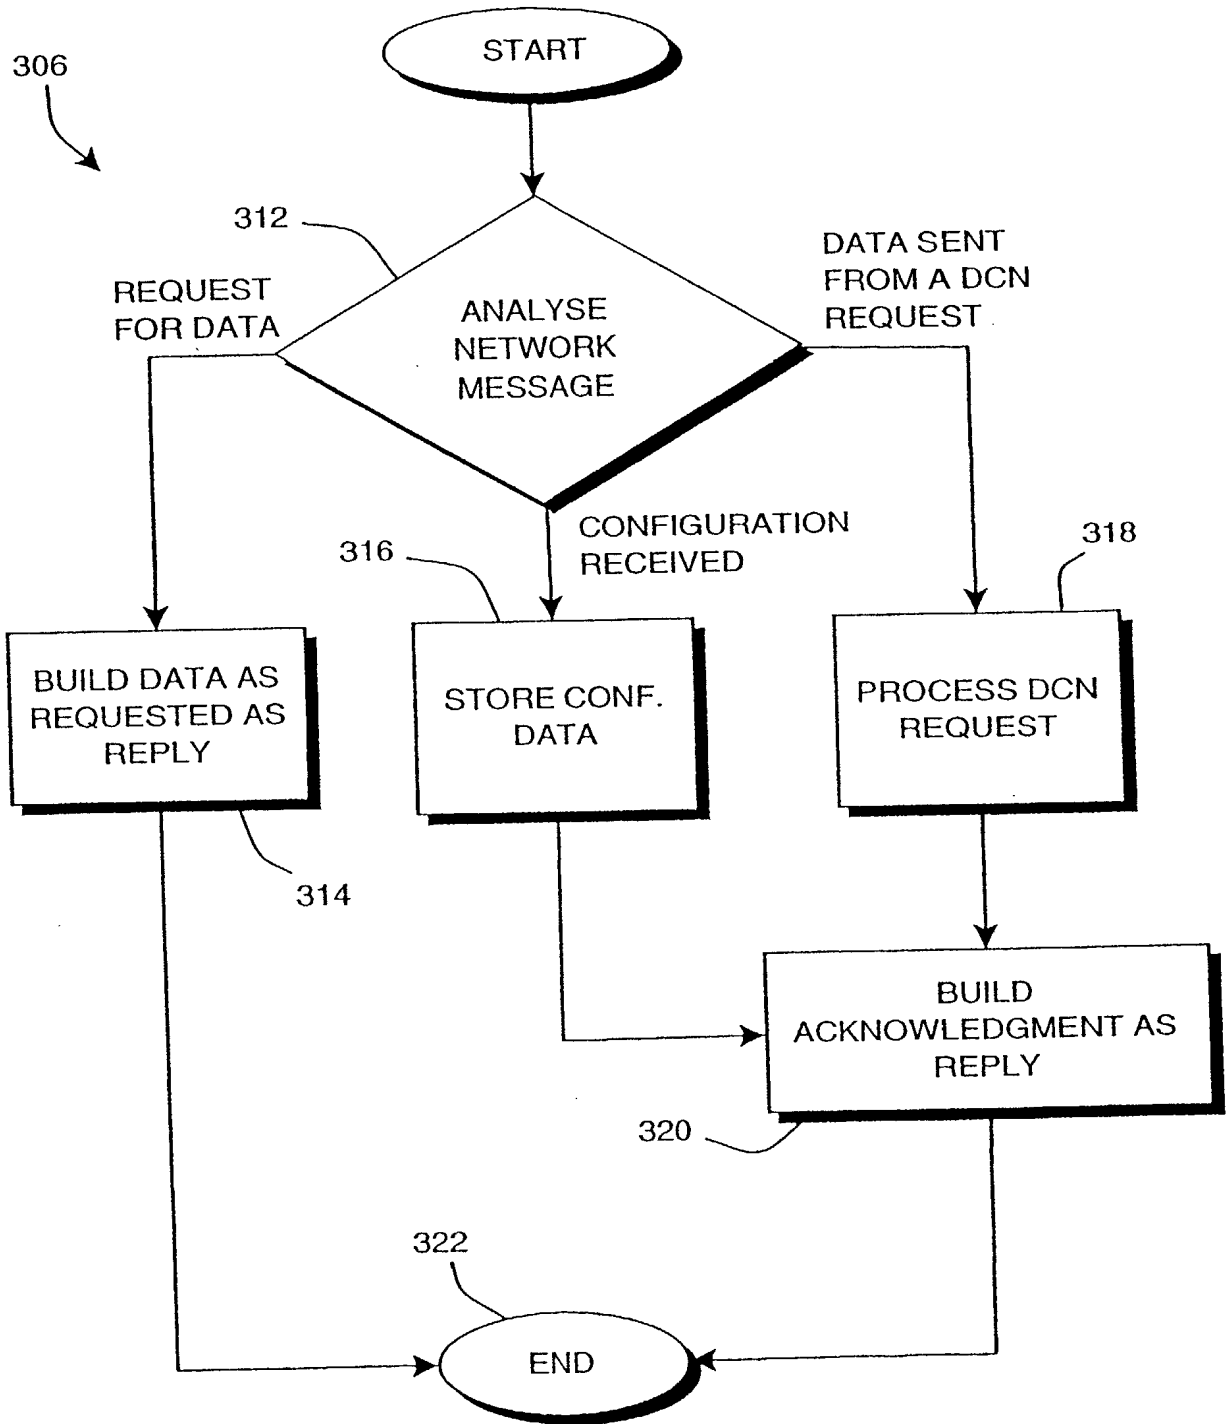 START
306
312
REQUEST
FOR DATA
ANALYSE
NETWORK
MESSAGE
DATA SENT
FROM A DCN
REQUEST
CONFIGURATION
RECEIVED
316
318
BUILD DATA AS
REQUESTED AS
REPLY
STORE CONF.
DATA
PROCESS DCN
REQUEST
314
BUILD
ACKNOWLEDGMENT AS
REPLY
320
322
END